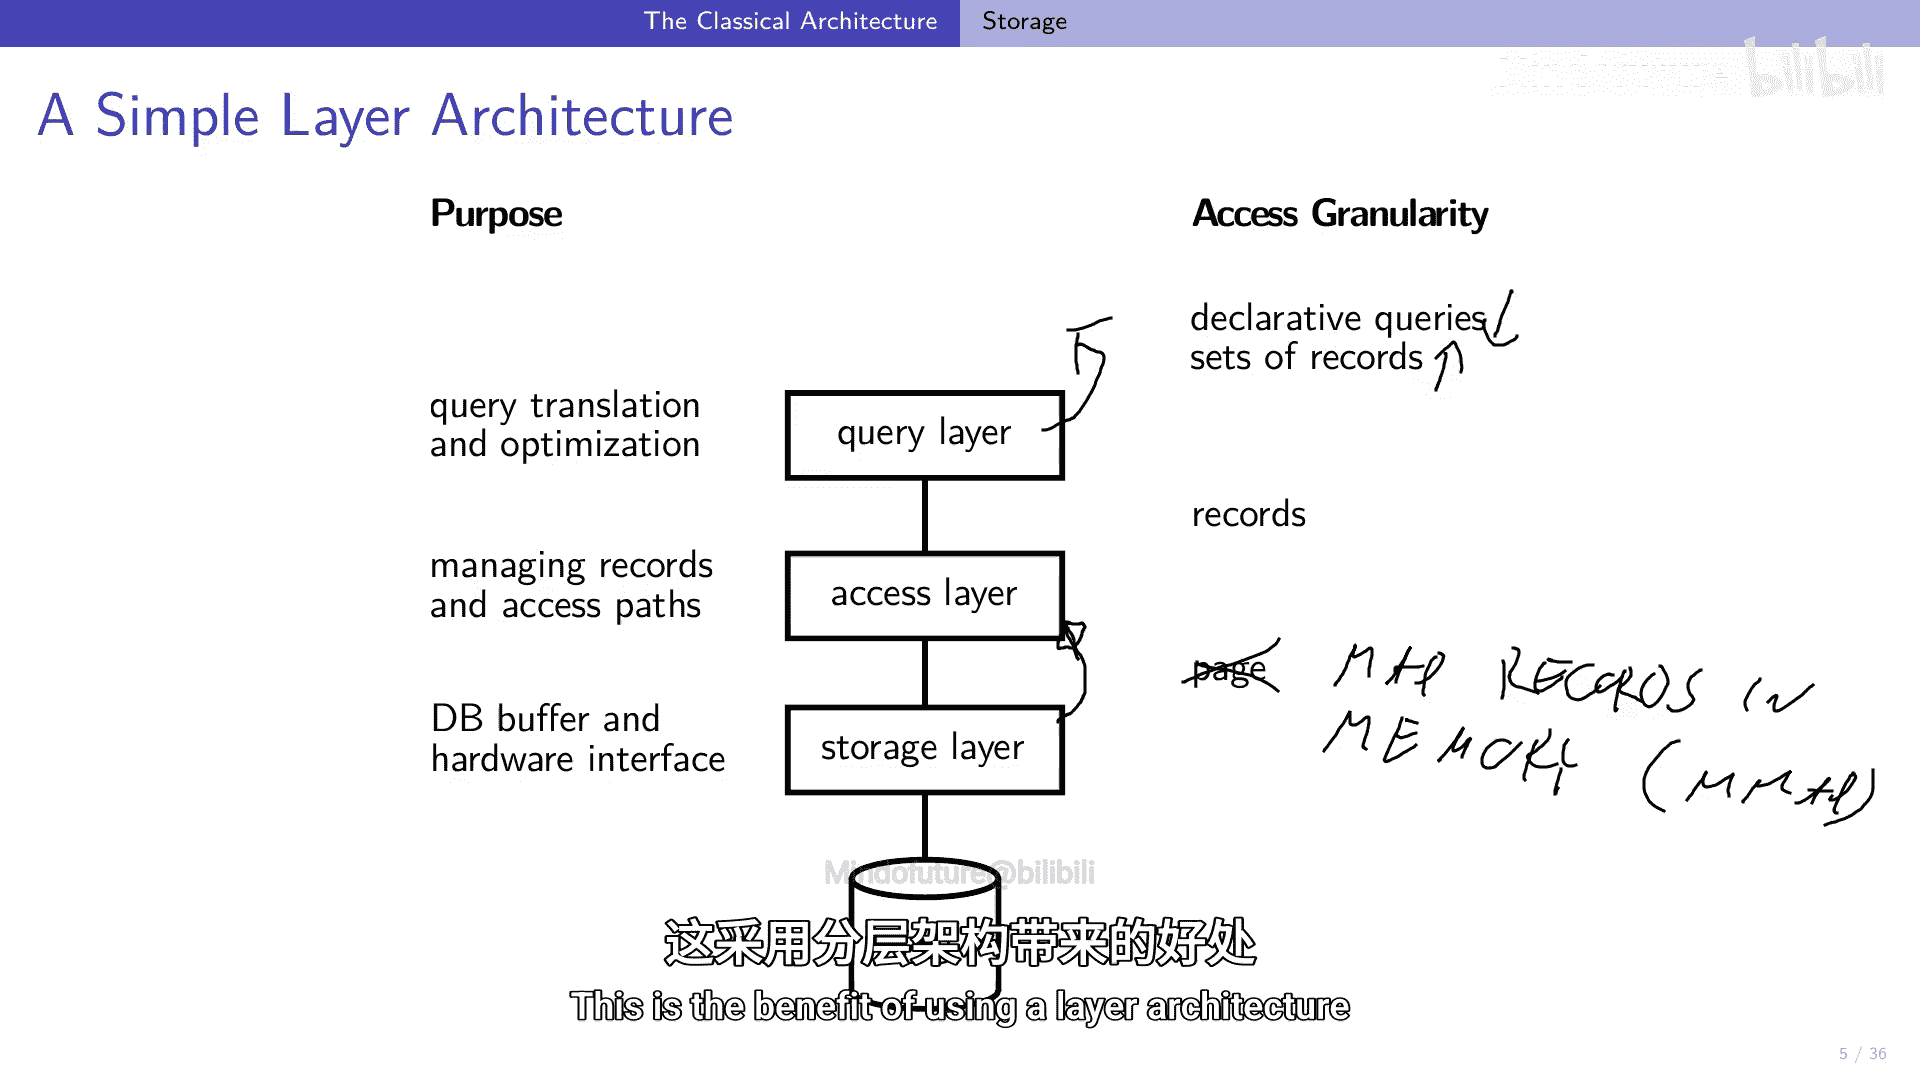 The Classical Architecture
Storage
bilibili
A Simple Layer Architecture
Purpose
Access Granularity
declarative queries
sets of records
query translation
and optimization
query layer
records
managing records
and access paths
access layer
page
MAP RECORDS IN
MEMORY (MMAP)
DB buffer and
hardware interface
storage layer
Mindofuture@bilibili
这采用分层架构带来的好处
This is the benefit of using a layer architecture
5 / 36